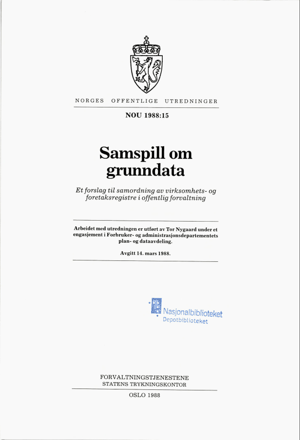 NORGES OFFENTLIGE UTREDNINGER
NOU 1988:15
Samspill om
grunndata
Et forslag til samordning av virksomhets- og
foretaksregistre i offentlig forvaltning
Arbeidet med utredningen er utført av Tor Nygaard under et
engasjement i Forbruker- og administrasjonsdepartementets
plan- og dataavdeling.
Avgitt 14. mars 1988.
Nasjonalbiblioteket
Depotbiblioteket
FORVALTNINGSTJENESTENE
STATENS TRYKNINGSKONTOR
OSLO 1988